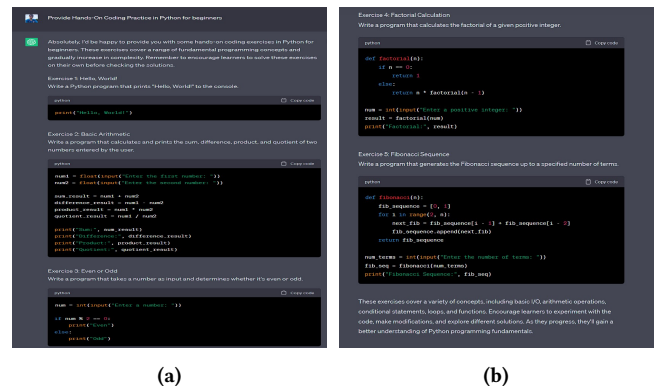 Provide Hands-On Coding Practice in Python for beginners
Absolutely, I'd be happy to provide you with some hands-on coding exercises in Python for
beginners. These exercises cover a range of fundamental programming concepts and
gradually increase in complexity. Remember to encourage learners to solve these exercises
on their own before checking the solutions.
Exercise 1: Hello, World!
Write a Python program that prints "Hello, World!" to the console.
python Copy code
print("Hello, World!")
Exercise 2: Basic Arithmetic
Write a program that calculates and prints the sum, difference, product, and quotient of two
numbers entered by the user.
python Copy code
num1 = float(input("Enter the first number: "))
num2 = float(input("Enter the second number: "))
sum_result = num1 + num2
difference_result = num1 - num2
product_result = num1 * num2
quotient_result = num1 / num2
print("Sum:", sum_result)
print("Difference:", difference_result)
print("Product:", product_result)
print("Quotient:", quotient_result)
Exercise 3: Even or Odd
Write a program that takes a number as input and determines whether it's even or odd.
python Copy code
num = int(input("Enter a number: "))
if num % 2 == 0:
print("Even")
else:
print("Odd")
(a)
Exercise 4: Factorial Calculation
Write a program that calculates the factorial of a given positive integer.
python Copy code
def factorial(n):
if n == 0:
return 1
else:
return n * factorial(n - 1)
num = int(input("Enter a positive integer: "))
result = factorial(num)
print("Factorial:", result)
Exercise 5: Fibonacci Sequence
Write a program that generates the Fibonacci sequence up to a specified number of terms.
python Copy code
def fibonacci(n):
fib_sequence = [0, 1]
for i in range(2, n):
next_fib = fib_sequence[i - 1] + fib_sequence[i - 2]
fib_sequence.append(next_fib)
return fib_sequence
num_terms = int(input("Enter the number of terms: "))
fib_seq = fibonacci(num_terms)
print("Fibonacci Sequence:", fib_seq)
These exercises cover a variety of concepts, including basic I/O, arithmetic operations,
conditional statements, loops, and functions. Encourage learners to experiment with the
code, make modifications, and explore different solutions. As they progress, they'll gain a
better understanding of Python programming fundamentals.
(b)